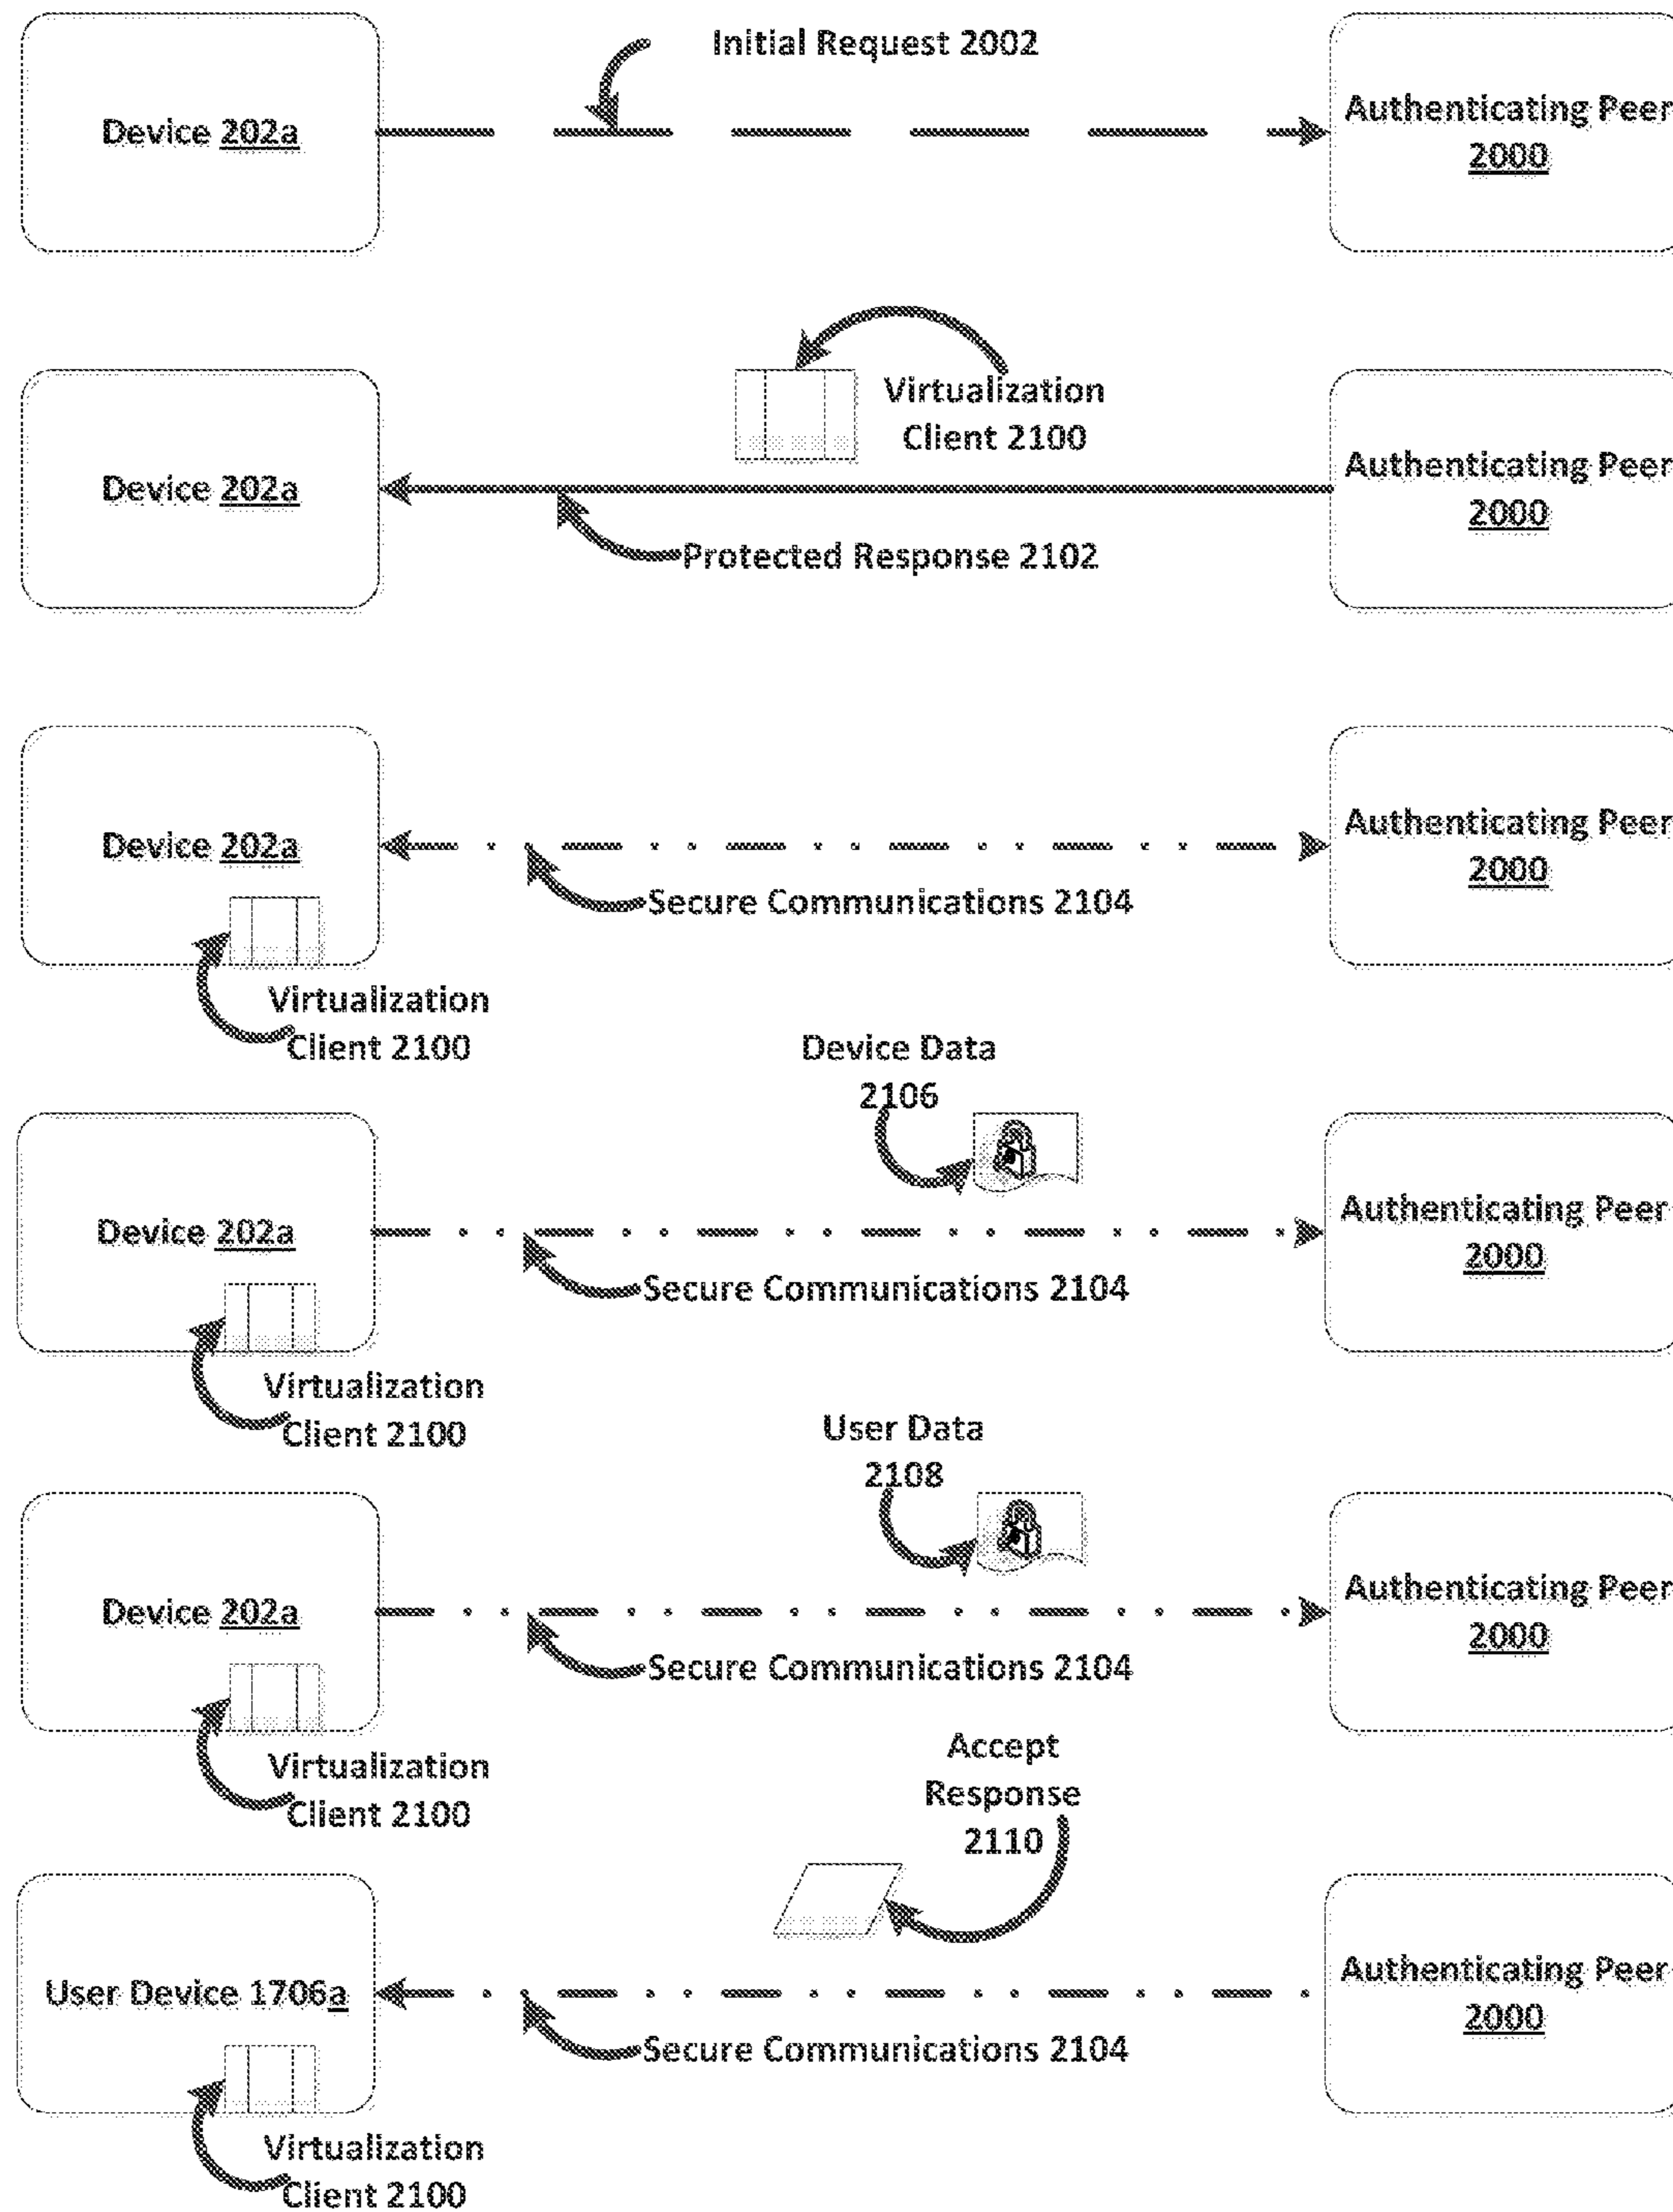 Initial Request 2002
Device 202a
Authenticating Peer
2000
Virtualization
Client 2100
Device 202a
Authenticating Peer
2000
Protected Response 2102
Device 202a
Authenticating Peer
2000
Secure Communications 2104
Virtualization
Client 2100
Device Data
2106
Device 202a
Authenticating Peer
2000
Secure Communications 2104
Virtualization
Client 2100
User Data
2108
Device 202a
Authenticating Peer
2000
Secure Communications 2104
Virtualization
Client 2100
Accept
Response
2110
User Device 1706a
Authenticating Peer
2000
Secure Communications 2104
Virtualization
Client 2100